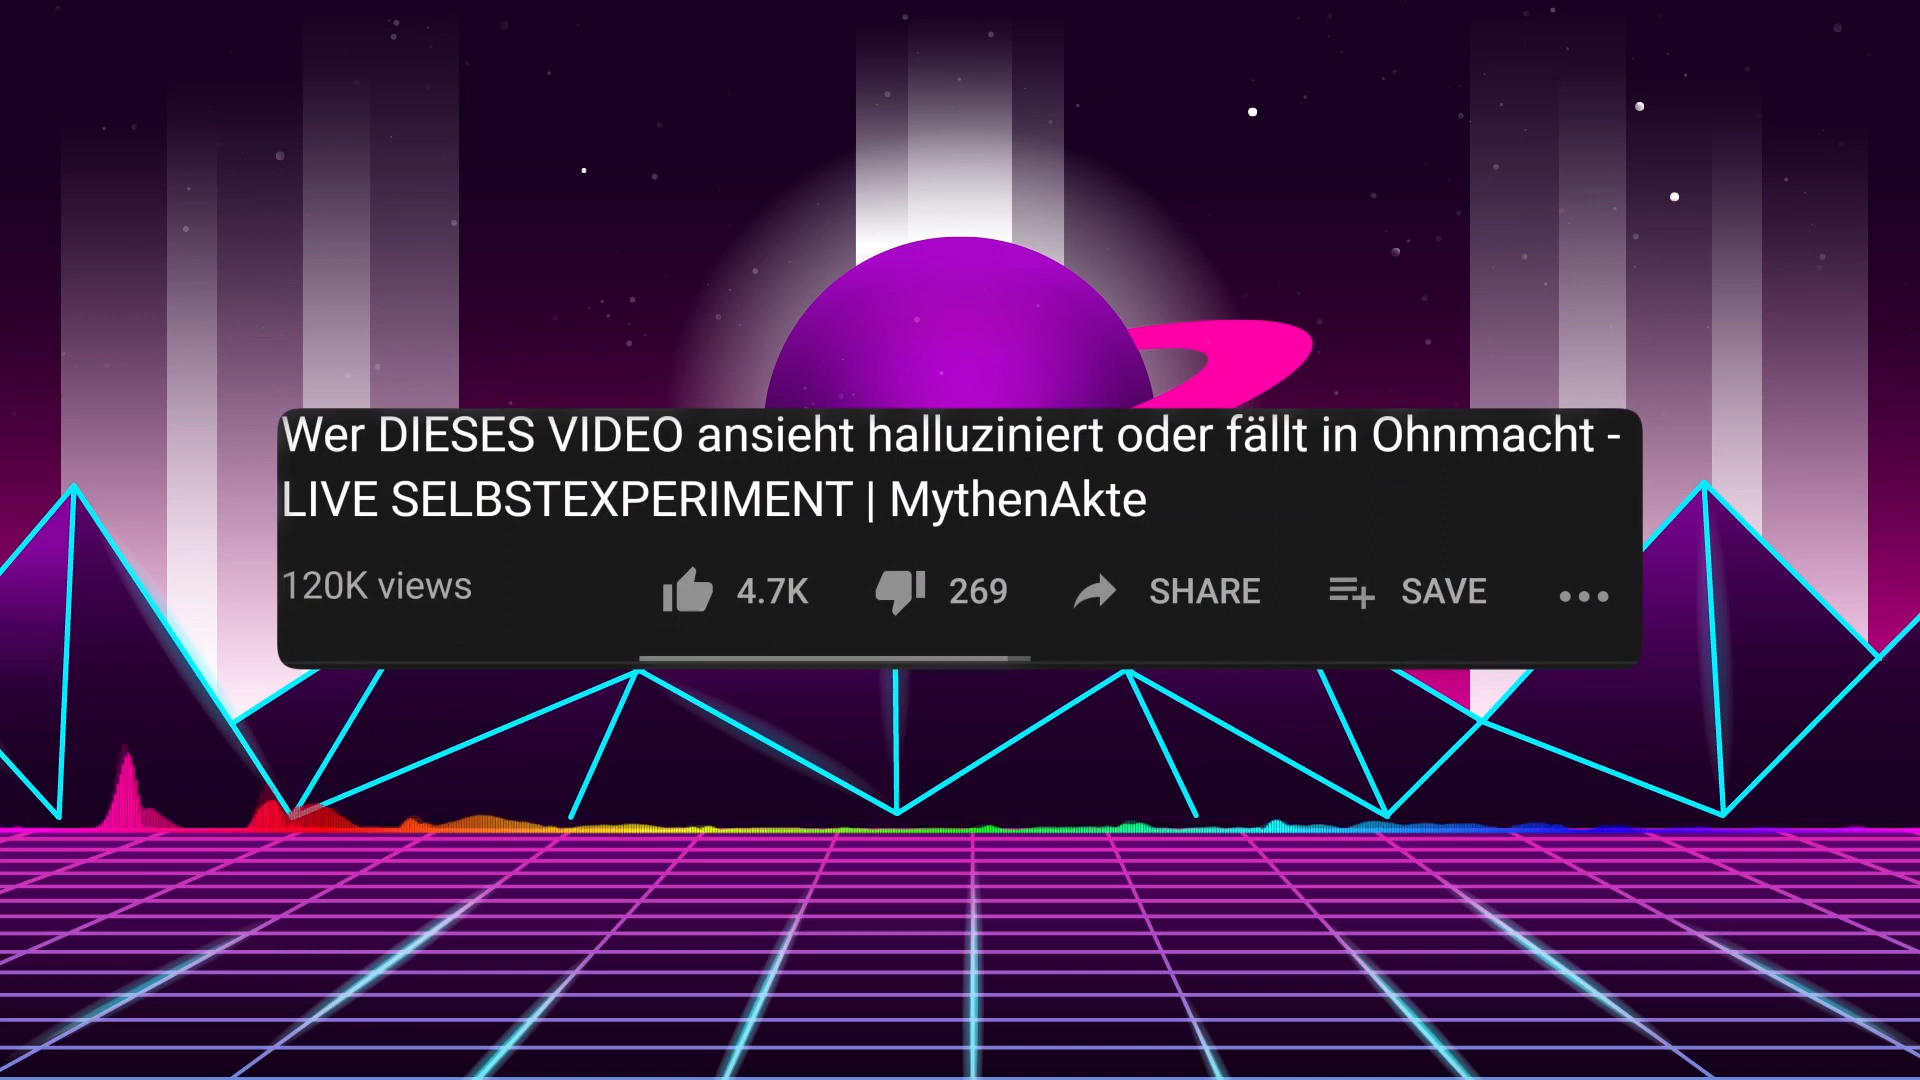 Wer DIESES VIDEO ansieht halluziniert oder fällt in Ohnmacht -
LIVE SELBSTEXPERIMENT | MythenAkte
120K views 4.7K 269 SHARE SAVE